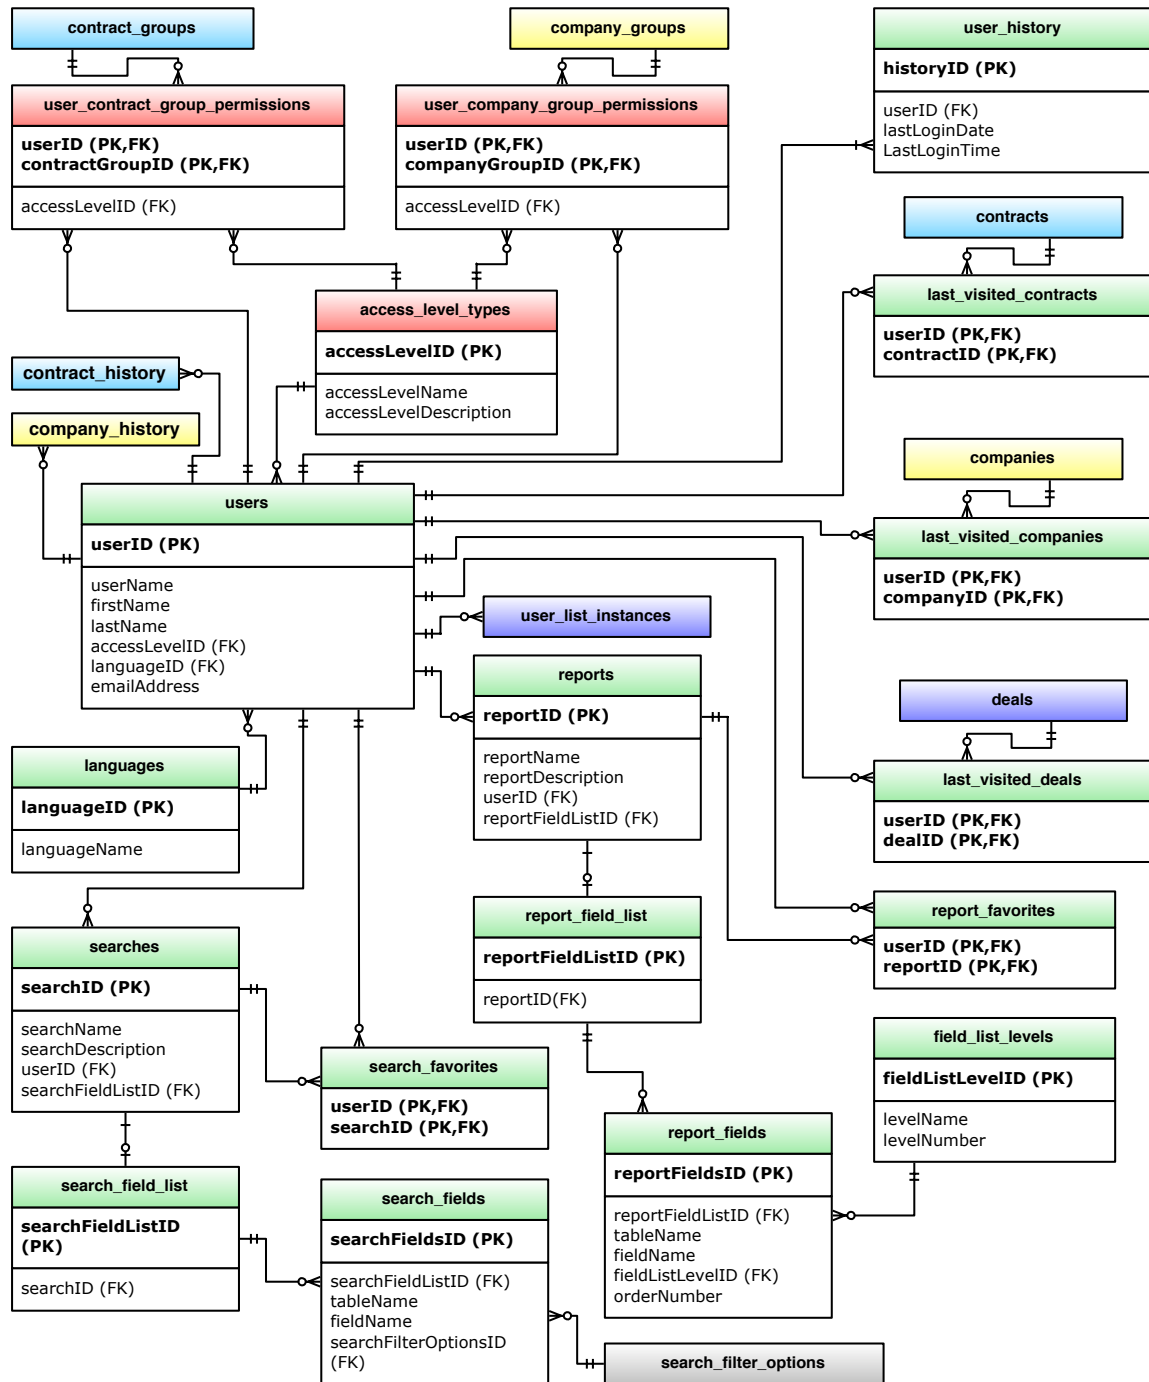 contract_groups
company_groups
user_history
historyID (PK)
userID (FK)
lastLoginDate
LastLoginTime
user_contract_group_permissions
userID (PK,FK)
contractGroupID (PK,FK)
accessLevelID (FK)
user_company_group_permissions
userID (PK,FK)
companyGroupID (PK,FK)
accessLevelID (FK)
contracts
last_visited_contracts
userID (PK,FK)
contractID (PK,FK)
access_level_types
accessLevelID (PK)
accessLevelName
accessLevelDescription
contract_history
company_history
companies
last_visited_companies
userID (PK,FK)
companyID (PK,FK)
users
userID (PK)
userName
firstName
lastName
accessLevelID (FK)
languageID (FK)
emailAddress
user_list_instances
reports
reportID (PK)
reportName
reportDescription
userID (FK)
reportFieldListID (FK)
deals
last_visited_deals
userID (PK,FK)
dealID (PK,FK)
languages
languageID (PK)
languageName
report_field_list
reportFieldListID (PK)
reportID(FK)
report_favorites
userID (PK,FK)
reportID (PK,FK)
searches
searchID (PK)
searchName
searchDescription
userID (FK)
searchFieldListID (FK)
search_favorites
userID (PK,FK)
searchID (PK,FK)
field_list_levels
fieldListLevelID (PK)
levelName
levelNumber
report_fields
reportFieldsID (PK)
reportFieldListID (FK)
tableName
fieldName
fieldListLevelID (FK)
orderNumber
search_field_list
searchFieldListID
(PK)
searchID (FK)
search_fields
searchFieldsID (PK)
searchFieldListID (FK)
tableName
fieldName
searchFilterOptionsID
(FK)
search_filter_options